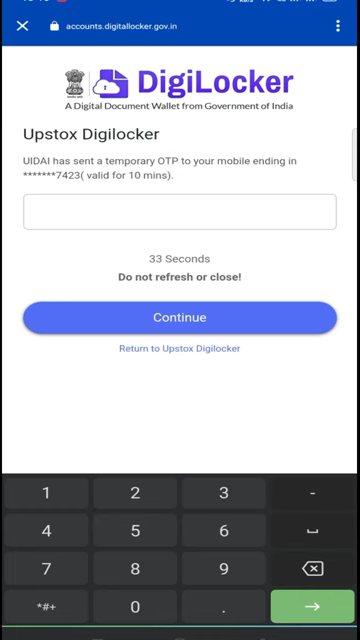 accounts.digitallocker.gov.in
DigiLocker
A Digital Document Wallet from Government of India
Upstox Digilocker
UIDAI has sent a temporary OTP to your mobile ending in
*******7423( valid for 10 mins).
33 Seconds
Do not refresh or close!
Continue
Return to Upstox Digilocker
1 2 3 -
4 5 6
7 8 9
*#+ 0 .